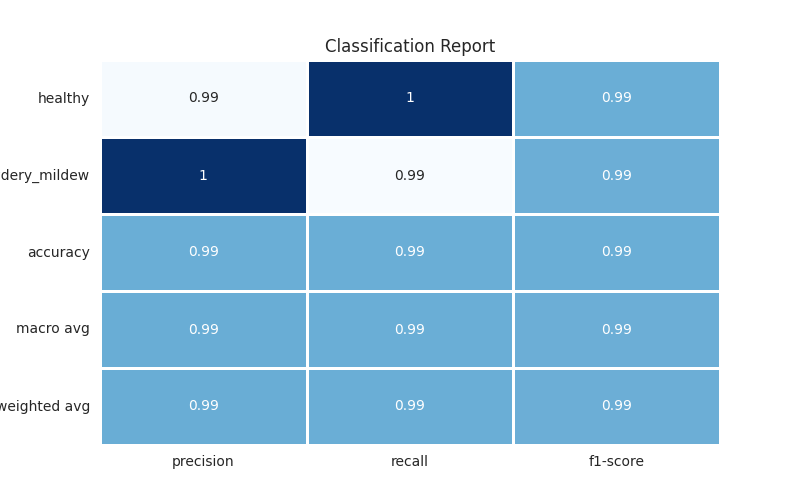 Classification Report
healthy 0.99 1 0.99
dery_mildew 1 0.99 0.99
accuracy 0.99 0.99 0.99
macro avg 0.99 0.99 0.99
weighted avg 0.99 0.99 0.99
precision recall f1-score